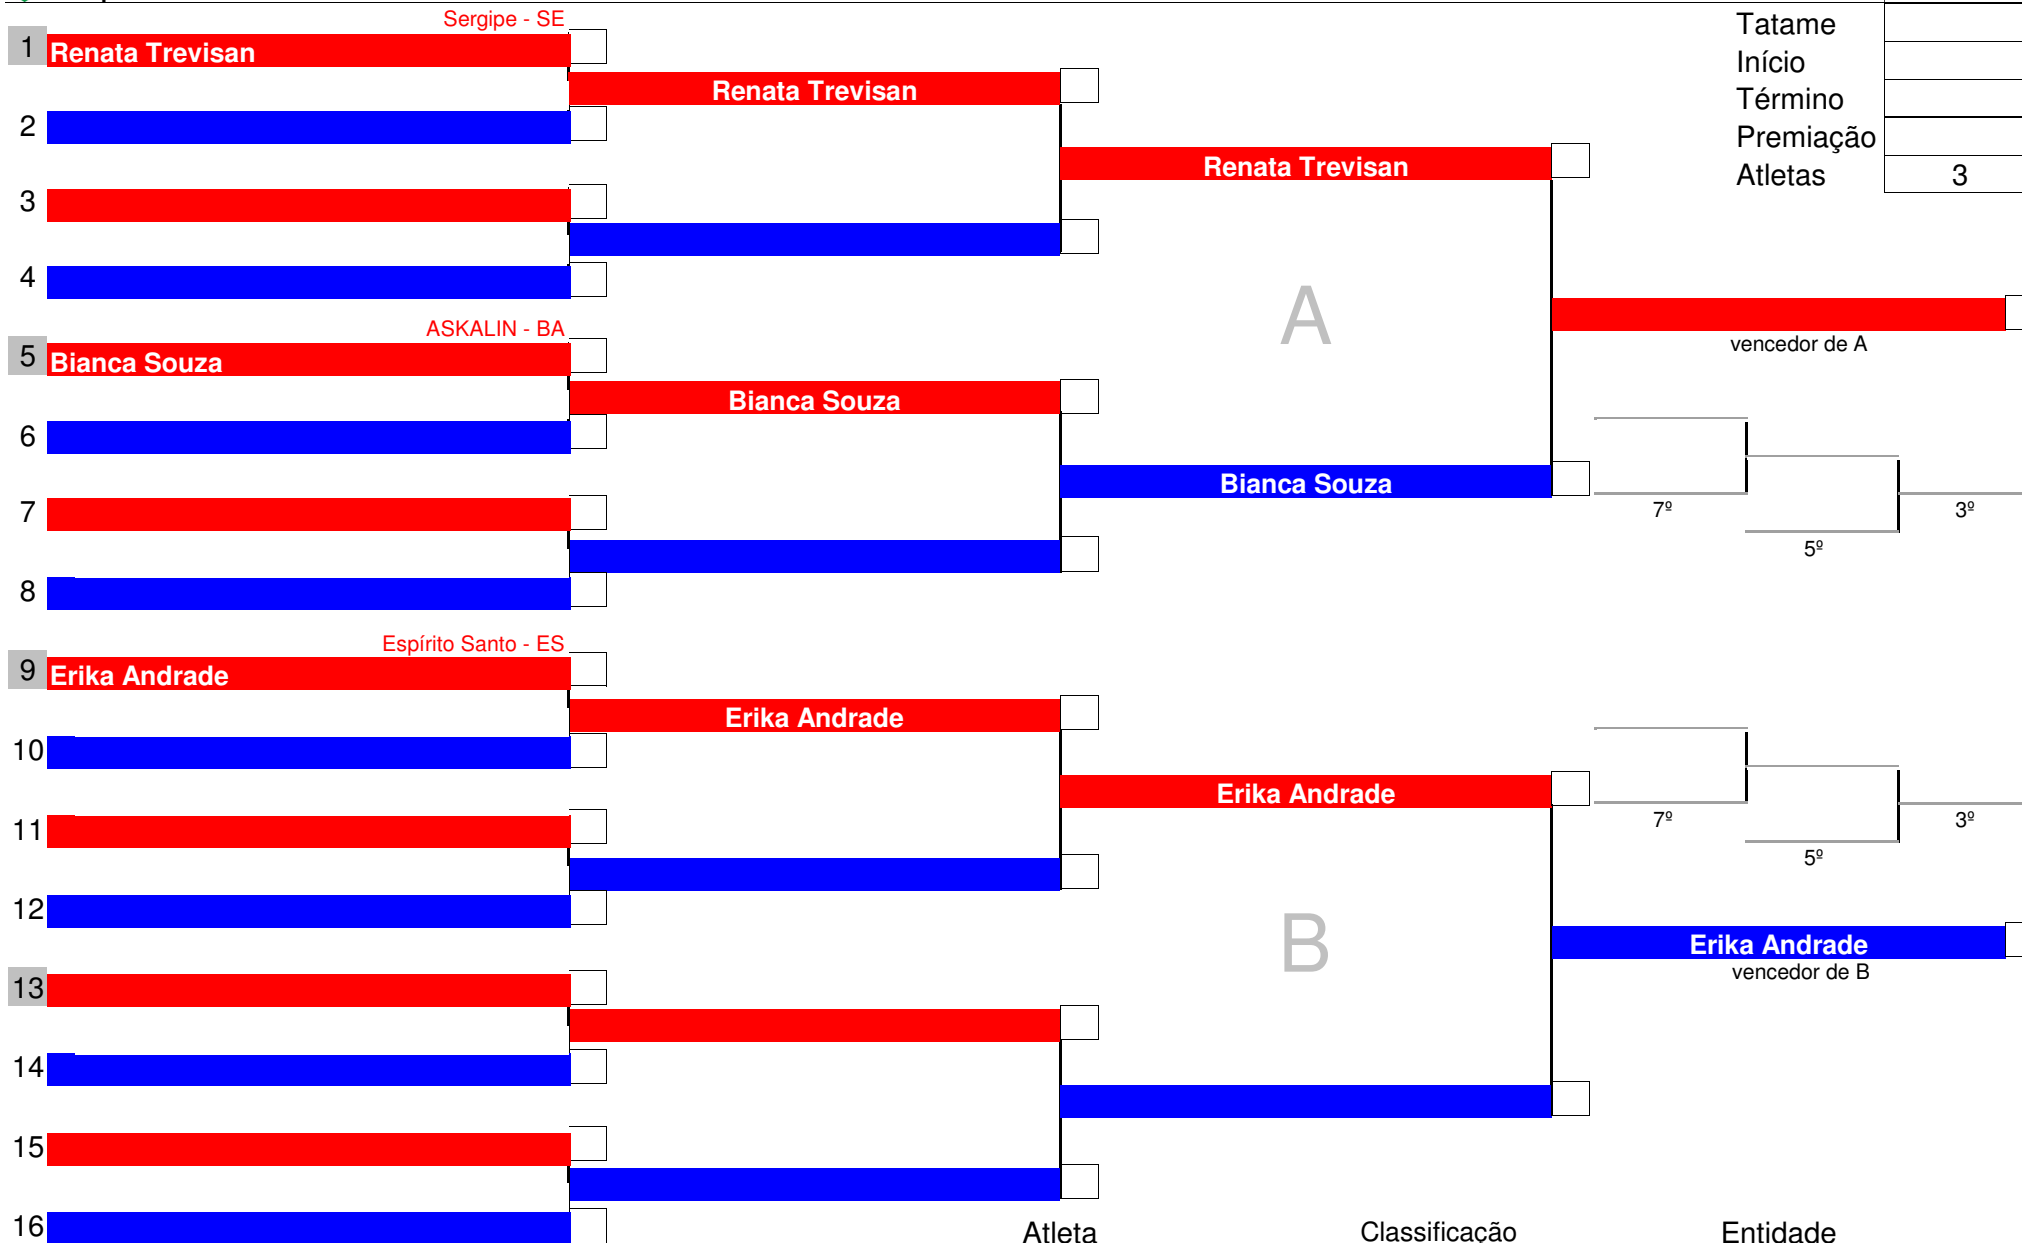 Sergipe - SE
1 Renata Trevisan
Renata Trevisan
2
Renata Trevisan
3
4
Tatame
Início
Término
Premiação
Atletas 3
A
vencedor de A
ASKALIN - BA
5 Bianca Souza
Bianca Souza
6
Bianca Souza
7
8
7º
3º
5º
Espírito Santo - ES
9 Erika Andrade
Erika Andrade
10
Erika Andrade
11
12
7º
3º
5º
B
Erika Andrade
vencedor de B
13
14
15
16
Atleta Classificação Entidade